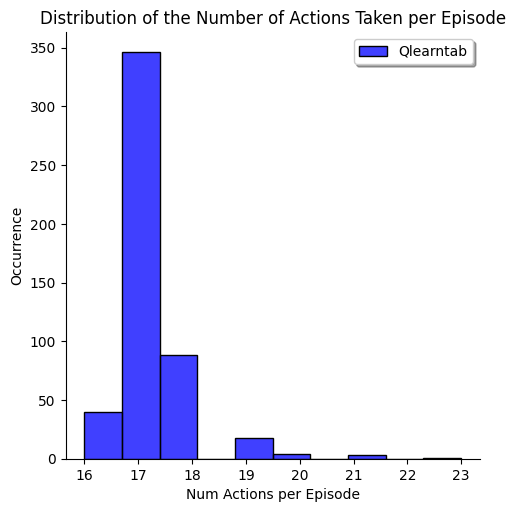 Distribution of the Number of Actions Taken per Episode
Qlearntab
350
300
250
200
150
100
50
0
Occurrence
16 17 18 19 20 21 22 23
Num Actions per Episode